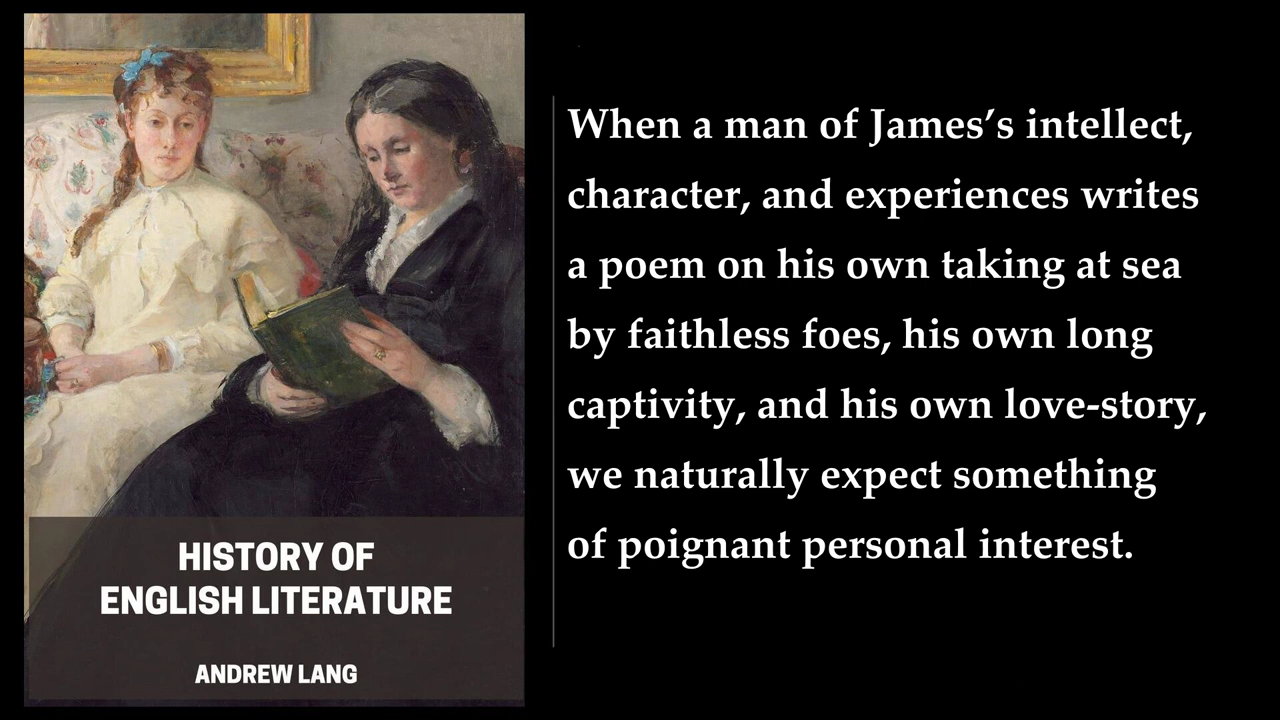 HISTORY OF
ENGLISH LITERATURE
ANDREW LANG
When a man of James’s intellect,
character, and experiences writes
a poem on his own taking at sea
by faithless foes, his own long
captivity, and his own love-story,
we naturally expect something
of poignant personal interest.